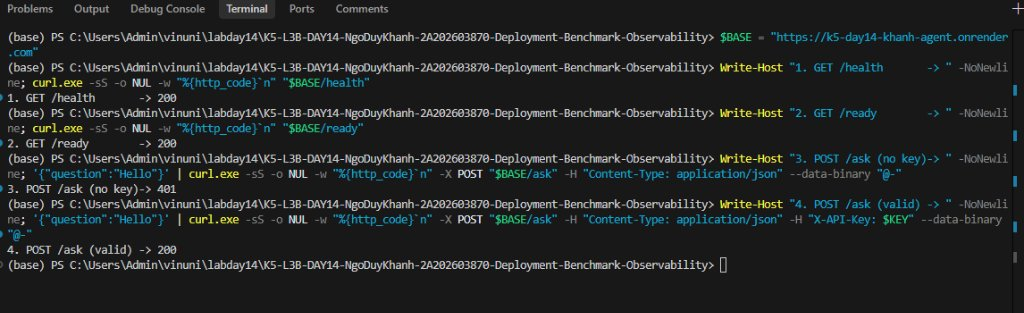 Problems Output Debug Console Terminal Ports Comments
(base) PS C:\Users\Admin\vinuni\labday14\K5-L3B-DAY14-NgoDuyKhanh-2A202603870-Deployment-Benchmark-Observability> $BASE = "https://k5-day14-khanh-agent.onrender
.com"
(base) PS C:\Users\Admin\vinuni\labday14\K5-L3B-DAY14-NgoDuyKhanh-2A202603870-Deployment-Benchmark-Observability> Write-Host "1. GET /health      -> " -NoNewli
ne; curl.exe -sS -o NUL -w "%{http_code}`n" "$BASE/health"
1. GET /health      -> 200
(base) PS C:\Users\Admin\vinuni\labday14\K5-L3B-DAY14-NgoDuyKhanh-2A202603870-Deployment-Benchmark-Observability> Write-Host "2. GET /ready       -> " -NoNewli
ne; curl.exe -sS -o NUL -w "%{http_code}`n" "$BASE/ready"
2. GET /ready       -> 200
(base) PS C:\Users\Admin\vinuni\labday14\K5-L3B-DAY14-NgoDuyKhanh-2A202603870-Deployment-Benchmark-Observability> Write-Host "3. POST /ask (no key)-> " -NoNewli
ne; '{"question":"Hello"}' | curl.exe -sS -o NUL -w "%{http_code}`n" -X POST "$BASE/ask" -H "Content-Type: application/json" --data-binary "@-"
3. POST /ask (no key)-> 401
(base) PS C:\Users\Admin\vinuni\labday14\K5-L3B-DAY14-NgoDuyKhanh-2A202603870-Deployment-Benchmark-Observability> Write-Host "4. POST /ask (valid) -> " -NoNewli
ne; '{"question":"Hello"}' | curl.exe -sS -o NUL -w "%{http_code}`n" -X POST "$BASE/ask" -H "Content-Type: application/json" -H "X-API-Key: $KEY" --data-binary
"@-"
4. POST /ask (valid) -> 200
(base) PS C:\Users\Admin\vinuni\labday14\K5-L3B-DAY14-NgoDuyKhanh-2A202603870-Deployment-Benchmark-Observability>